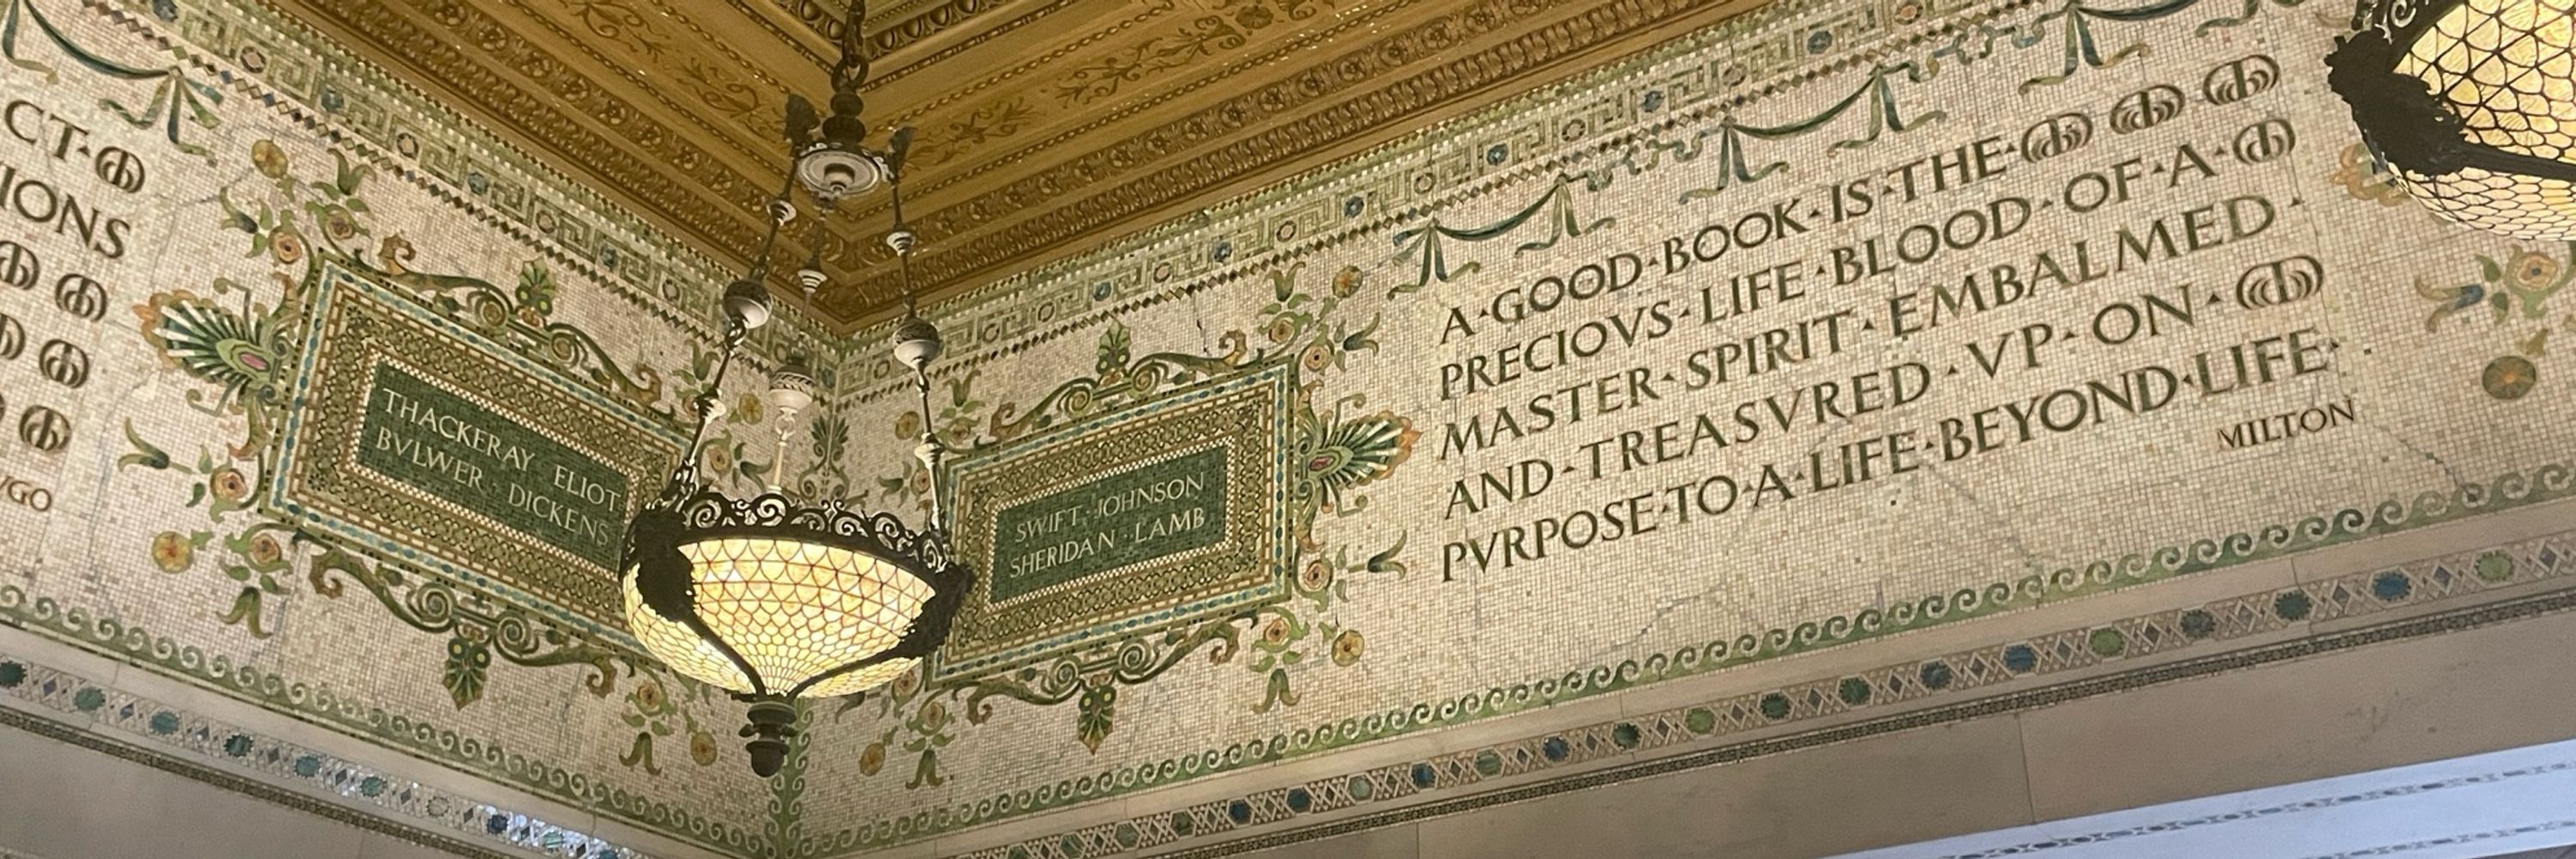 CT
IONS
VGO
THACKERAY ELIOT
BVLWER · DICKENS
SWIFT · JOHNSON
SHERIDAN · LAMB
A·GOOD·BOOK·IS·THE·
PRECIOVS·LIFE·BLOOD·OF·A·
MASTER·SPIRIT·EMBALMED·
AND·TREASVRED·VP·ON·
PVRPOSE·TO·A·LIFE·BEYOND·LIFE·
MILTON